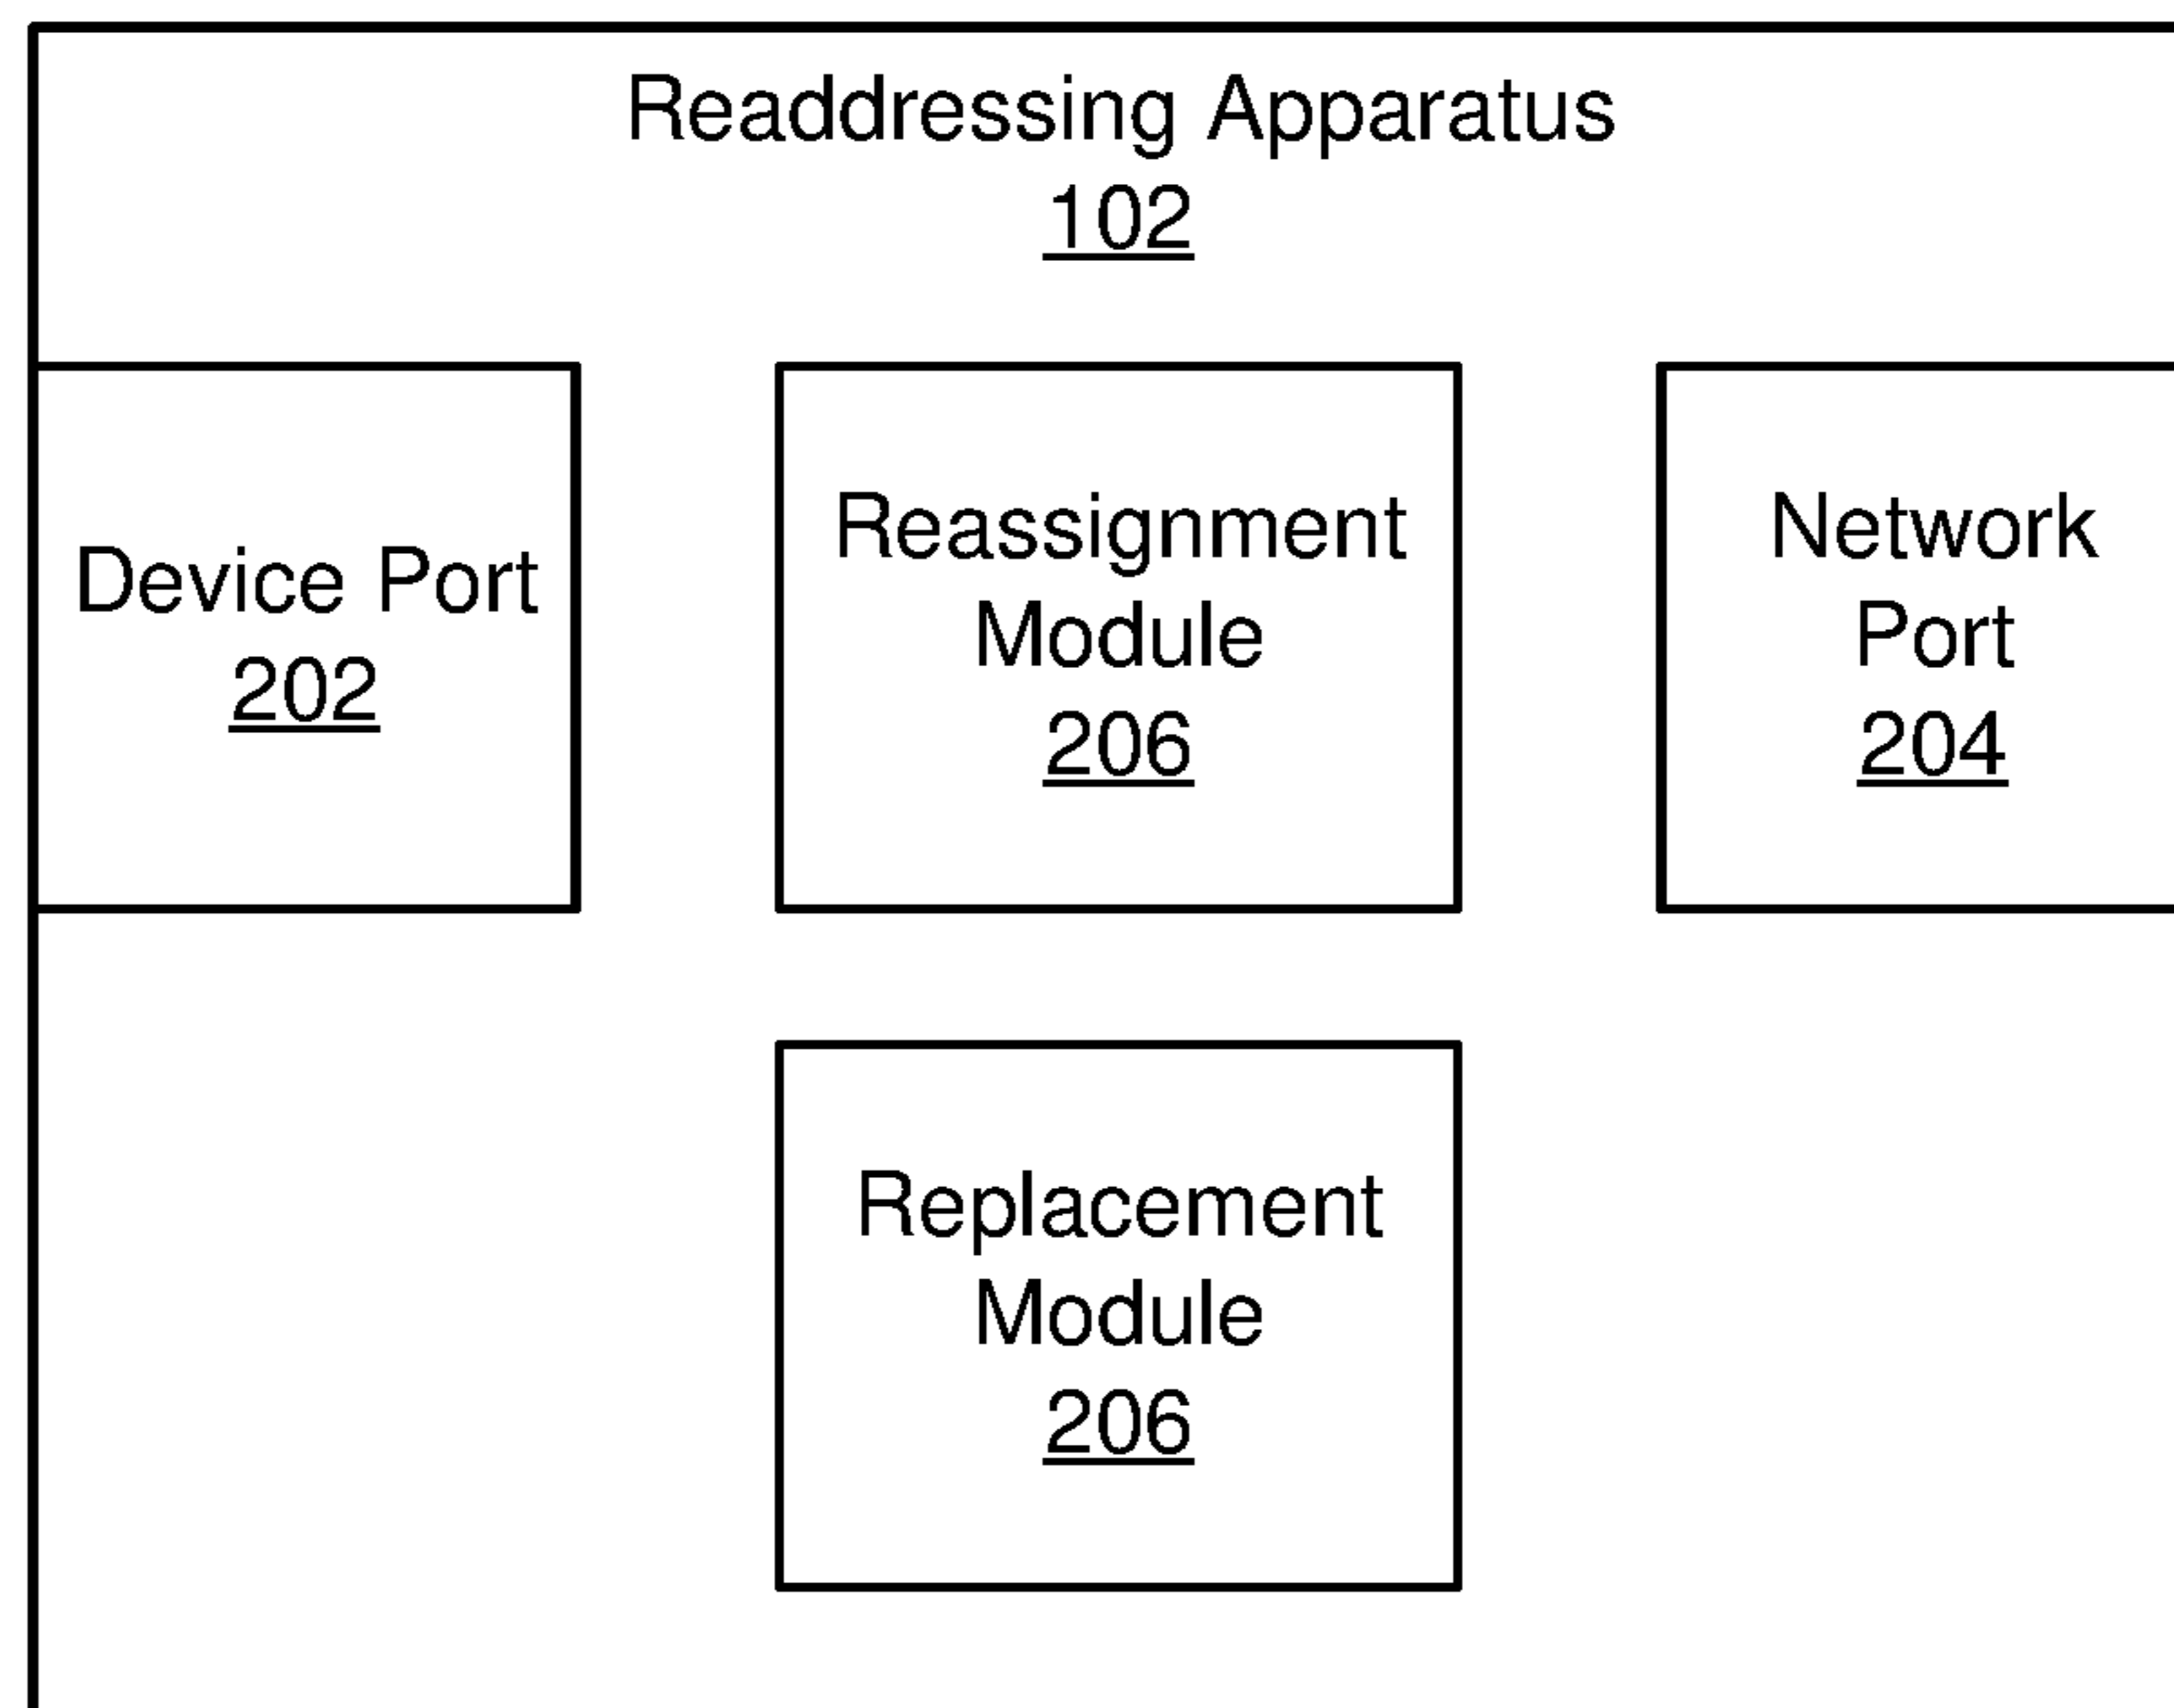 Readdressing Apparatus
102
Device Port
202
Reassignment
Module
206
Network
Port
204
Replacement
Module
206